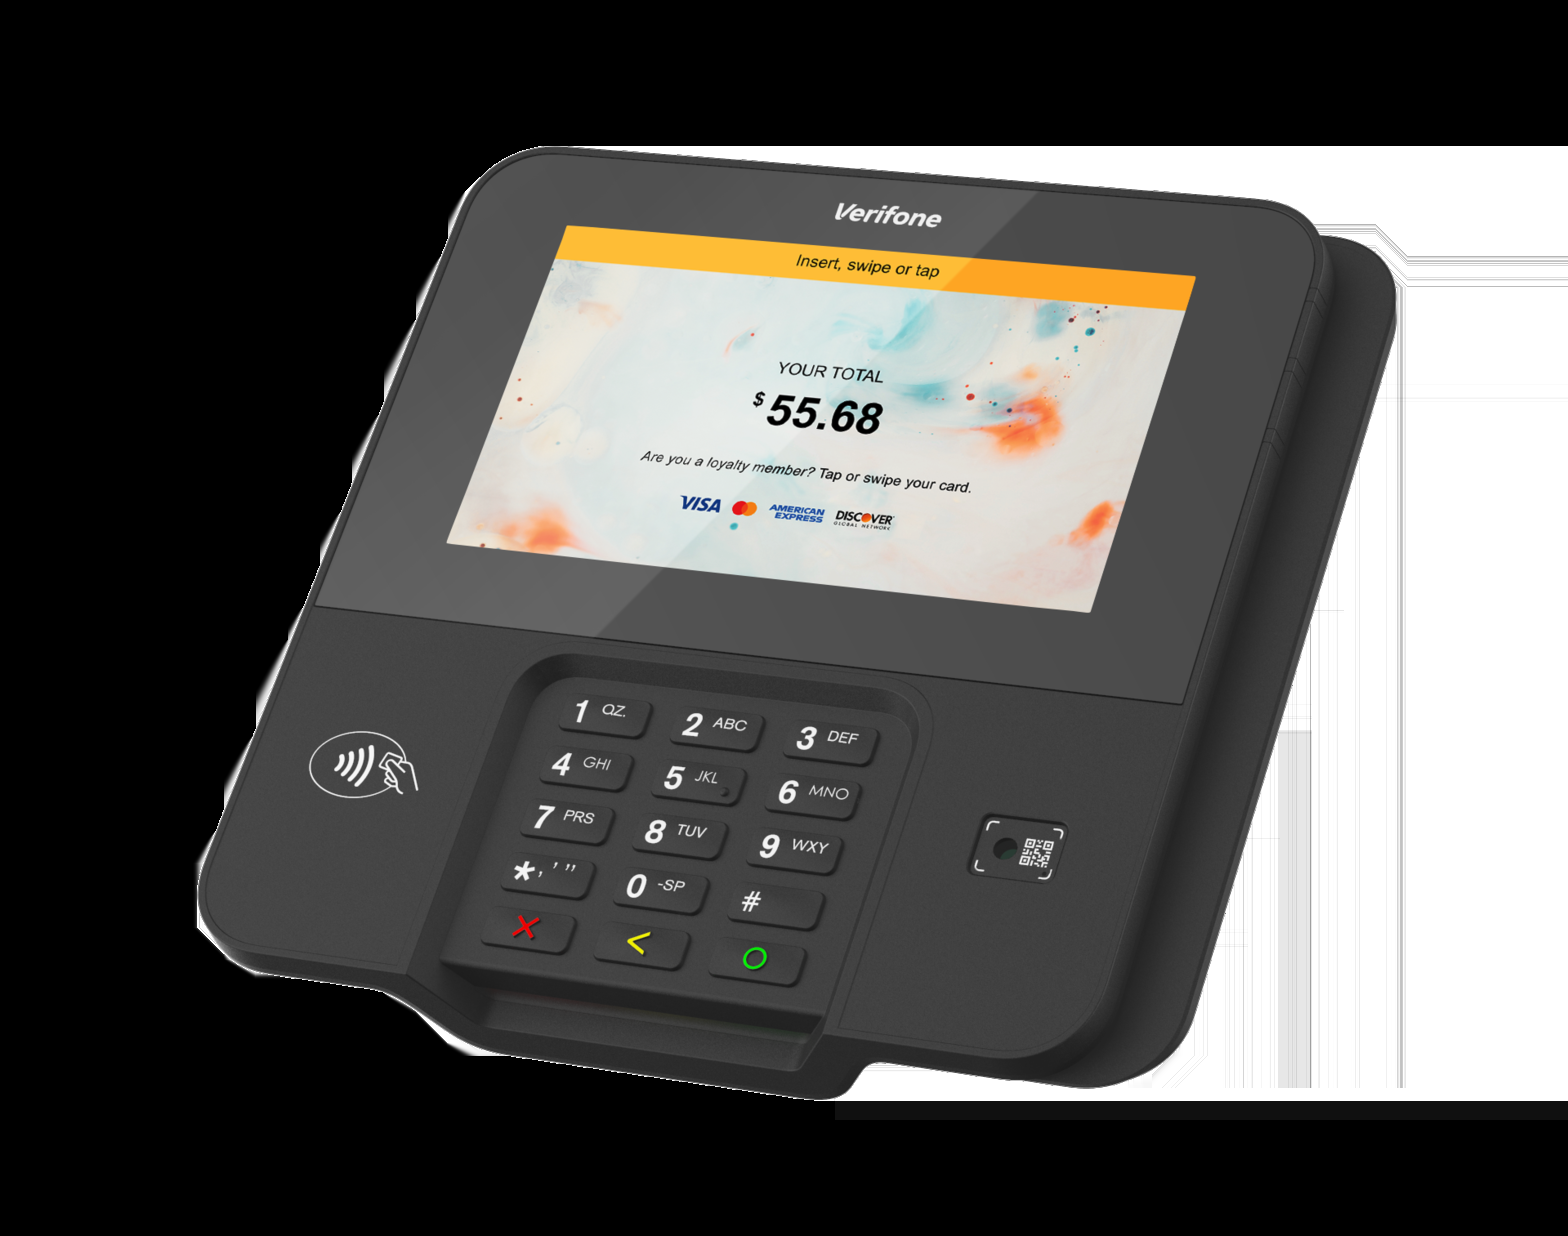 Verifone
Insert, swipe or tap
YOUR TOTAL
$55.68
Are you a loyalty member? Tap or swipe your card.
VISA AMERICAN EXPRESS DISCOVER GLOBAL NETWORK
1 QZ. 2 ABC 3 DEF
4 GHI 5 JKL 6 MNO
7 PRS 8 TUV 9 WXY
*,'" 0 -SP #
X < O